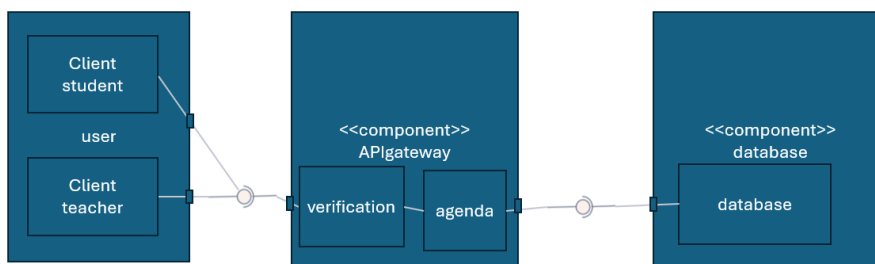 Client
student
user
Client
teacher
<<component>>
APIgateway
verification
agenda
<<component>>
database
database